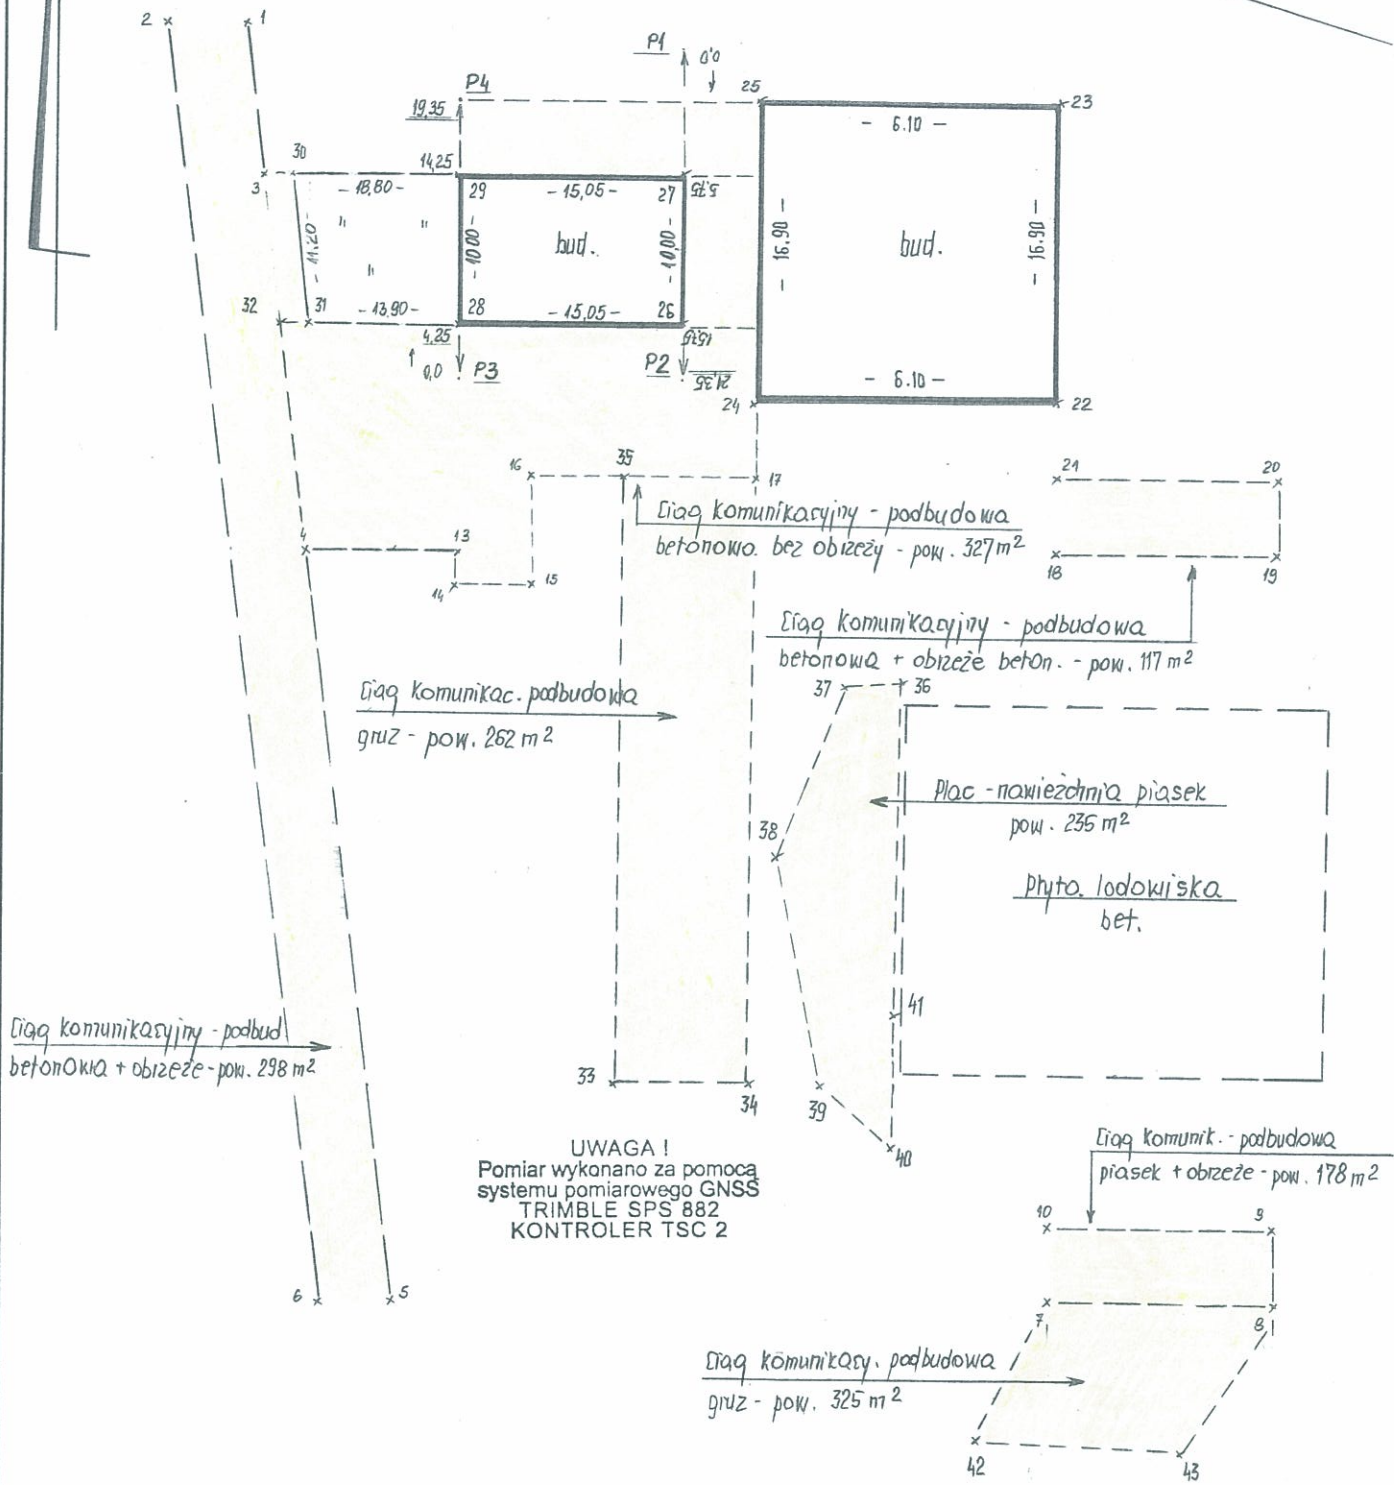 2 1
P1
0,0
25
23
P4
19,35
- 6.10 -
30
14,25
3
- 18,80 -
29
- 15,05 -
27
5,75
- 11,20 -
- 10,00 -
bud.
- 10,00 -
- 16.90 -
bud.
- 16.90 -
32
31
- 13,90 -
28
- 15,05 -
26
4,25
15,75
0,0
P3
P2
21,35
- 6.10 -
24
22
16
35
17
21
20
Ciąg komunikacyjny - podbudowa
betonowa bez obrzeży - pow. 327 m²
4
13
14
15
18
19
Ciąg komunikacyjny - podbudowa
betonowa + obrzeże beton. - pow. 117 m²
37
36
Ciąg komunikac. podbudowa
gruz - pow. 262 m²
Plac - nawieżchnia piasek
pow. 235 m²
38
Płyta lodowiska
bet.
41
Ciąg komunikacyjny - podbud
betonowa + obrzeże - pow. 298 m²
33
34
39
40
UWAGA !
Pomiar wykonano za pomocą
systemu pomiarowego GNSS
TRIMBLE SPS 882
KONTROLER TSC 2
Ciąg komunik. - podbudowa
piasek + obrzeże - pow. 178 m²
10
9
6
5
7
8
Ciąg komunikacy. podbudowa
gruz - pow. 325 m²
42
43